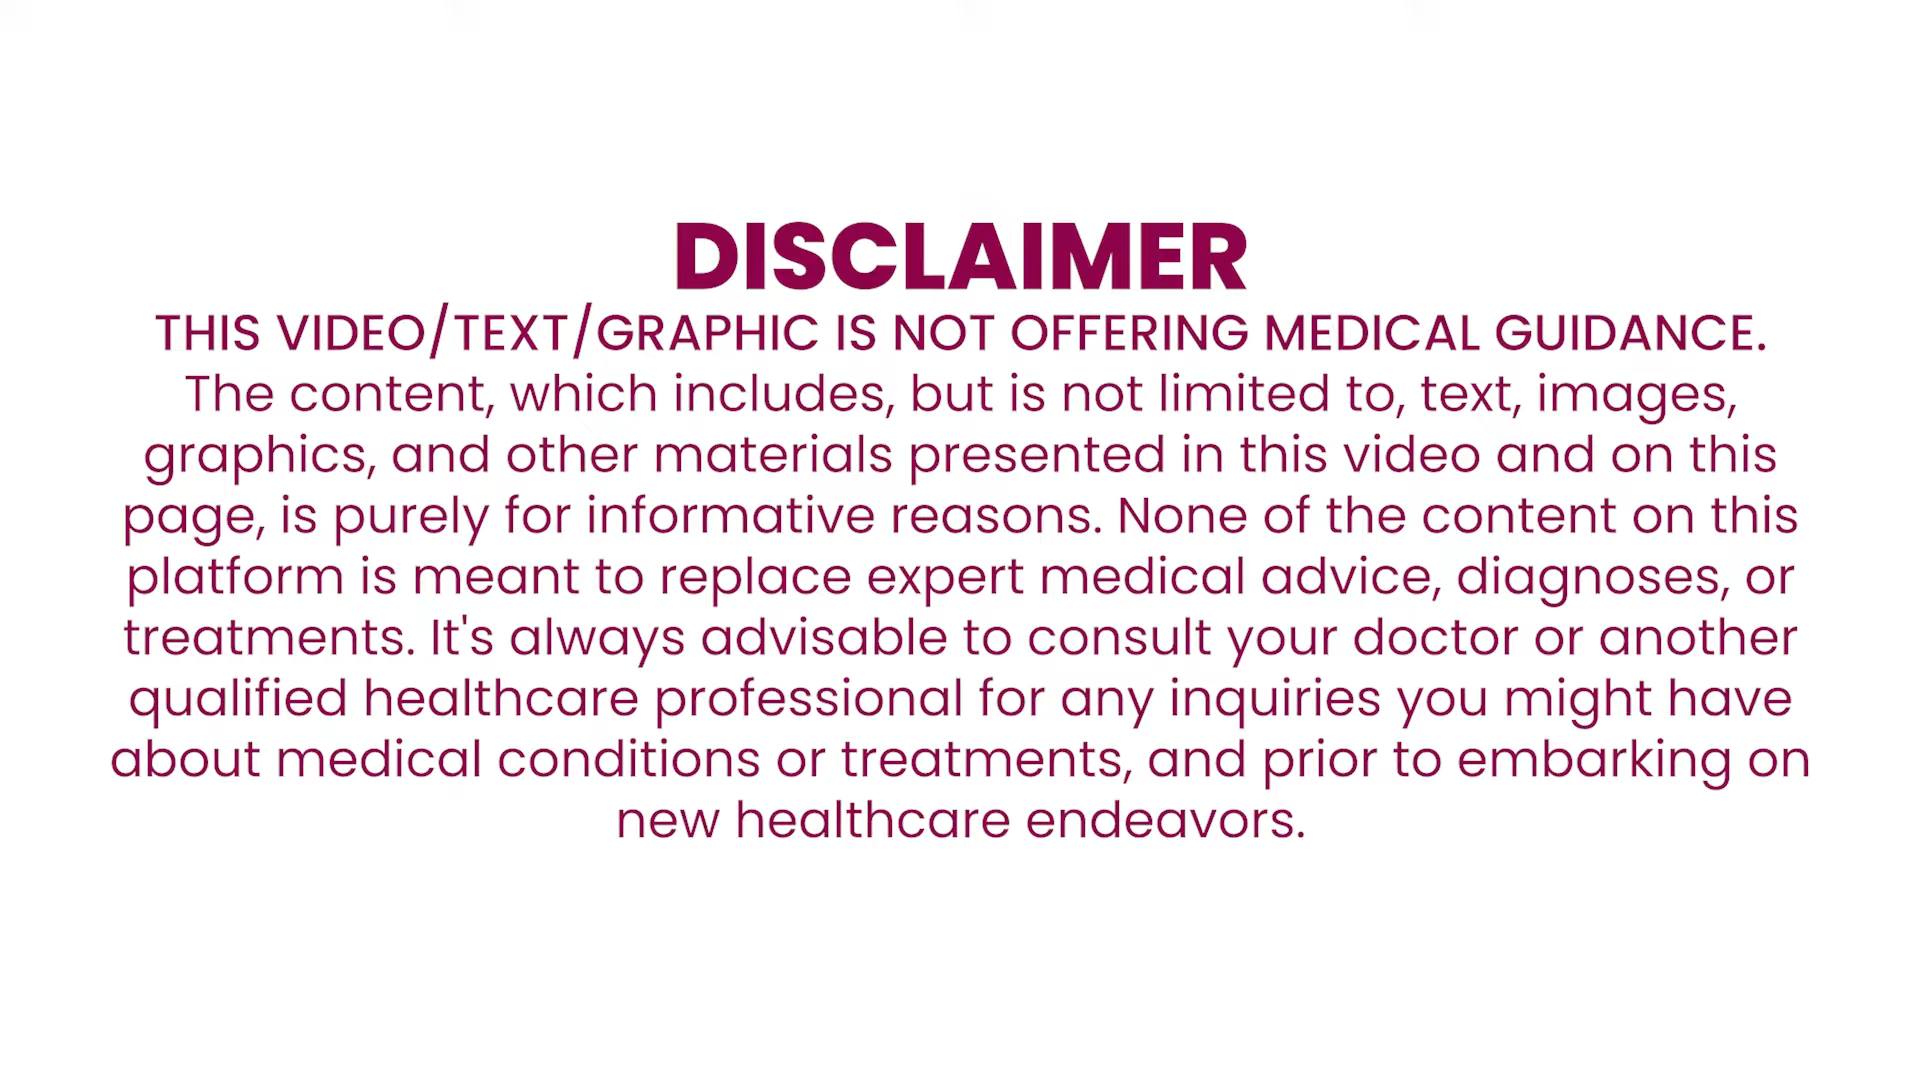 DISCLAIMER
THIS VIDEO/TEXT/GRAPHIC IS NOT OFFERING MEDICAL GUIDANCE.
The content, which includes, but is not limited to, text, images,
graphics, and other materials presented in this video and on this
page, is purely for informative reasons. None of the content on this
platform is meant to replace expert medical advice, diagnoses, or
treatments. It's always advisable to consult your doctor or another
qualified healthcare professional for any inquiries you might have
about medical conditions or treatments, and prior to embarking on
new healthcare endeavors.